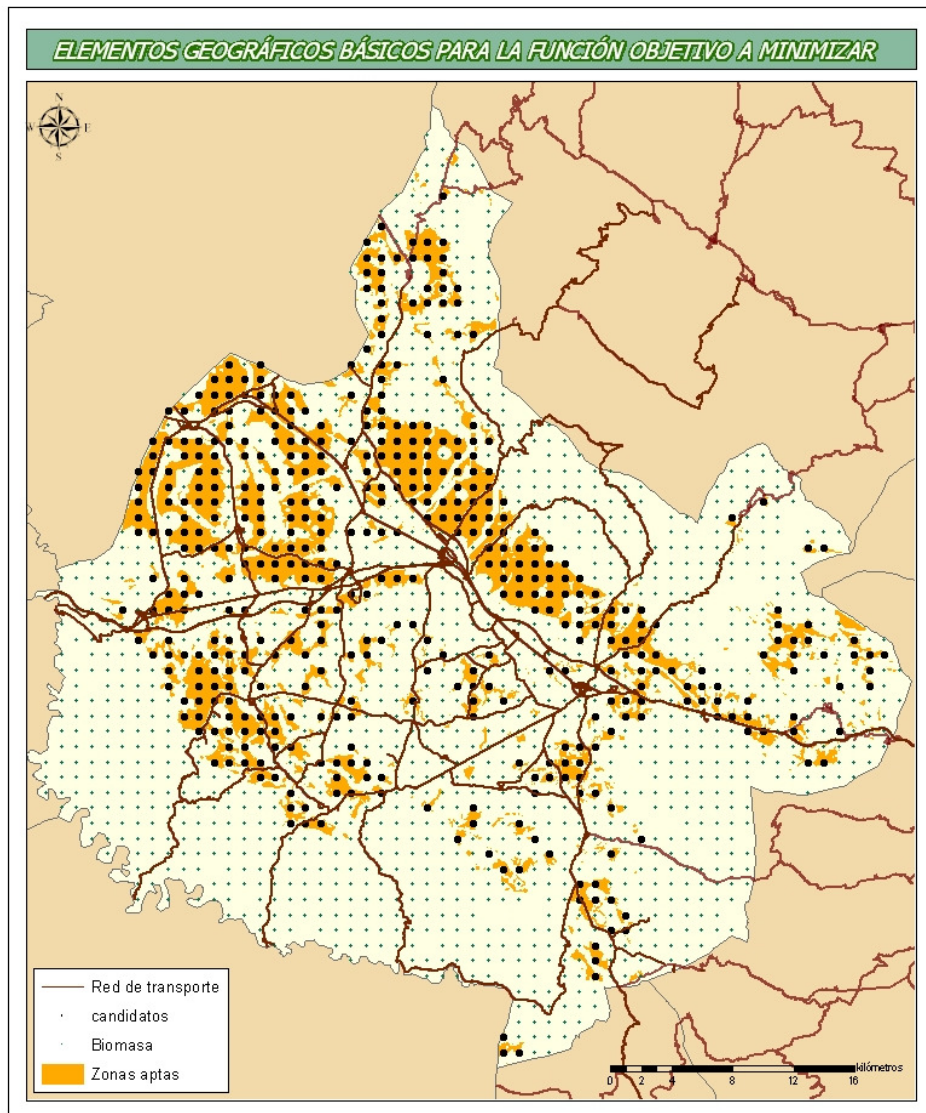 ELEMENTOS GEOGRÁFICOS BÁSICOS PARA LA FUNCIÓN OBJETIVO A MINIMIZAR
N
W E
S
Red de transporte
candidatos
Biomasa
Zonas aptas
kilómetros
0 2 4 8 12 16